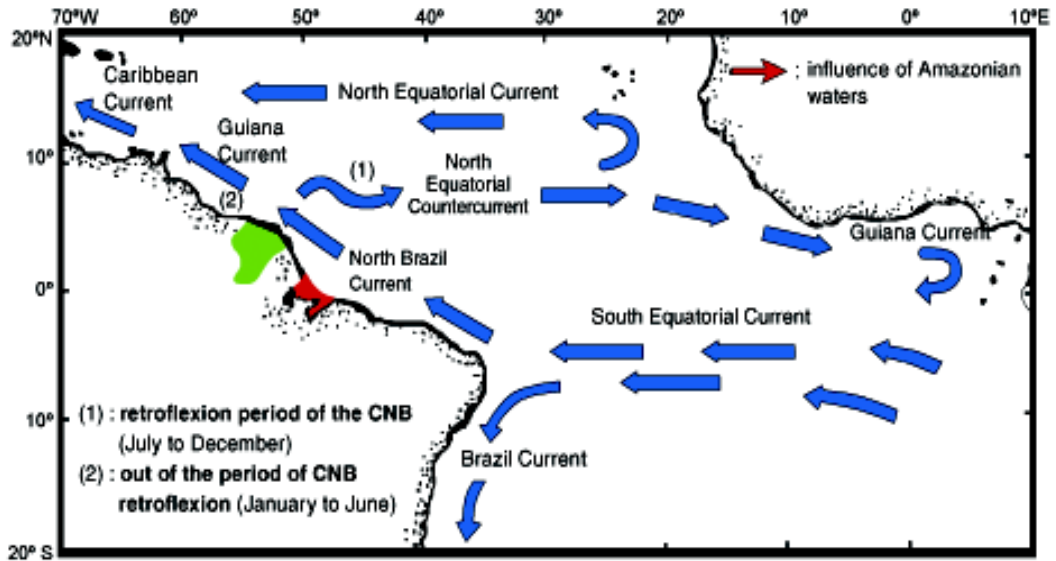 70°W 60° 50° 40° 30° 20° 10° 0° 10°E
20°N
Caribbean
Current
North Equatorial Current
: influence of Amazonian
waters
Guiana
Current
10°
(1)
North
Equatorial
Countercurrent
(2)
Guiana Current
North Brazil
Current
0°
South Equatorial Current
(1) : retroflexion period of the CNB
(July to December)
(2) : out of the period of CNB
retroflexion (January to June)
10°
Brazil Current
20° S